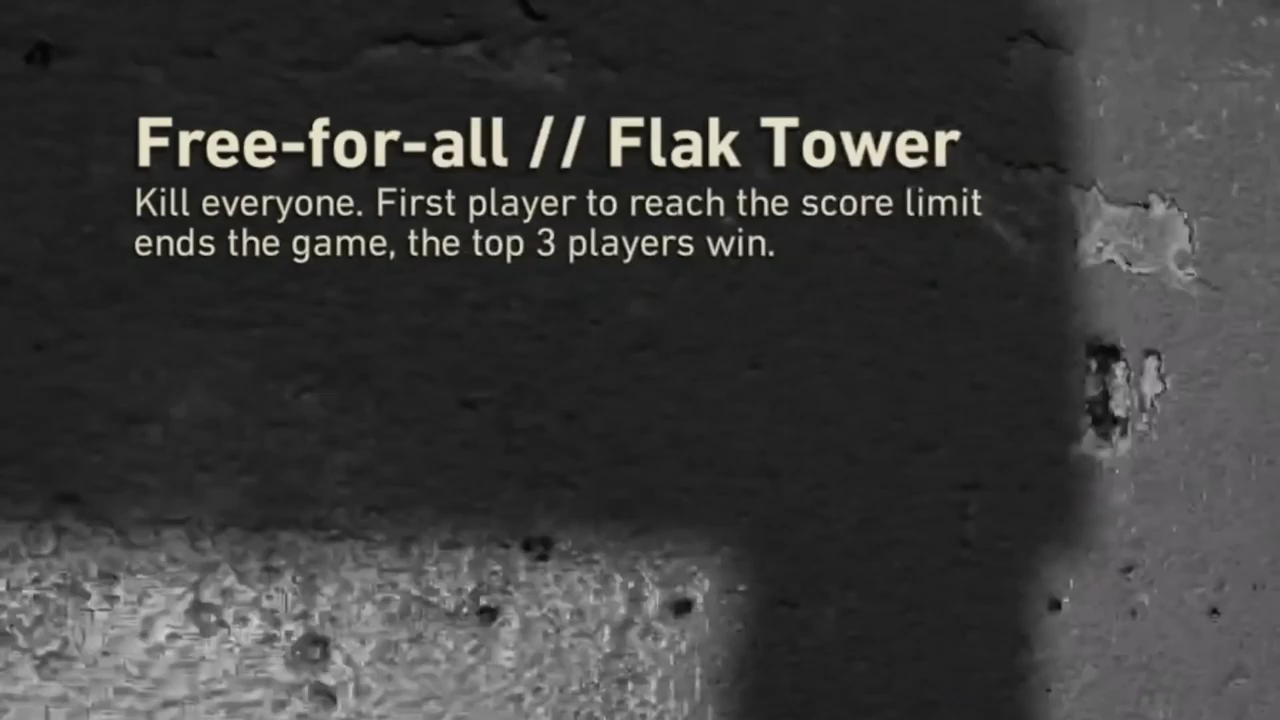 Free-for-all // Flak Tower
Kill everyone. First player to reach the score limit
ends the game, the top 3 players win.